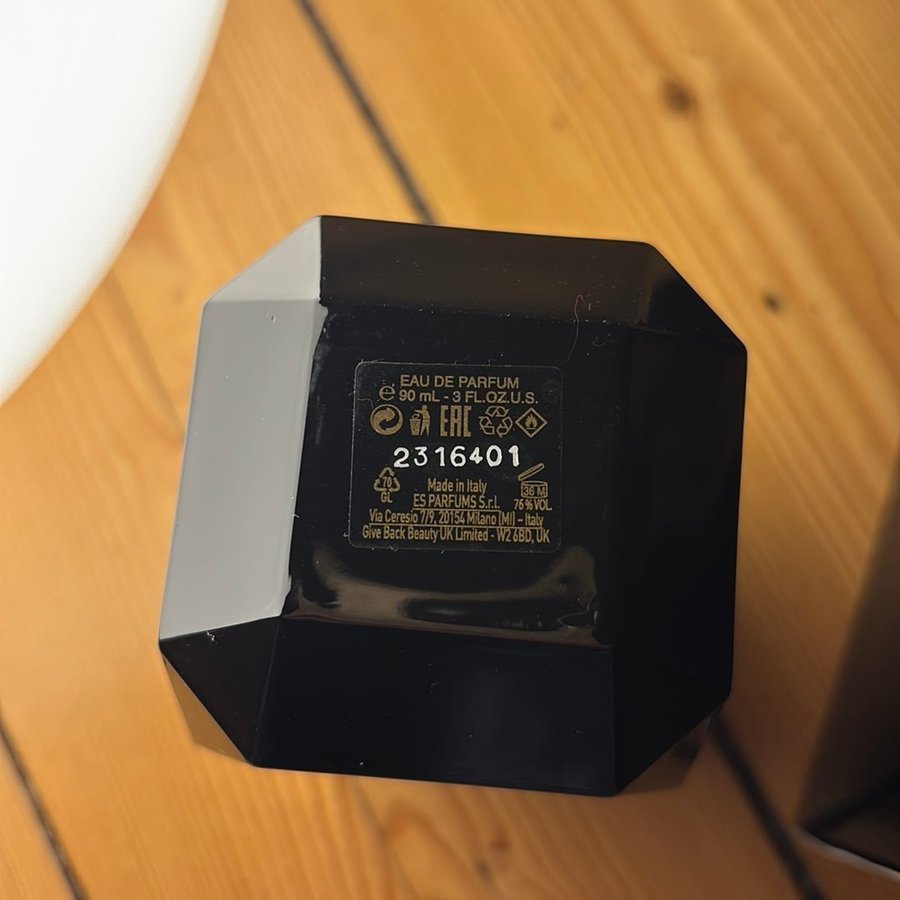 EAU DE PARFUM
℮ 90 mL - 3 FL.OZ.U.S.
EAC
2316401
70
GL
Made in Italy
36 M
ES PARFUMS S.r.l.
76 % VOL.
Via Ceresio 7/9, 20154 Milano (MI) – Italy
Give Back Beauty UK Limited - W2 6BD, UK